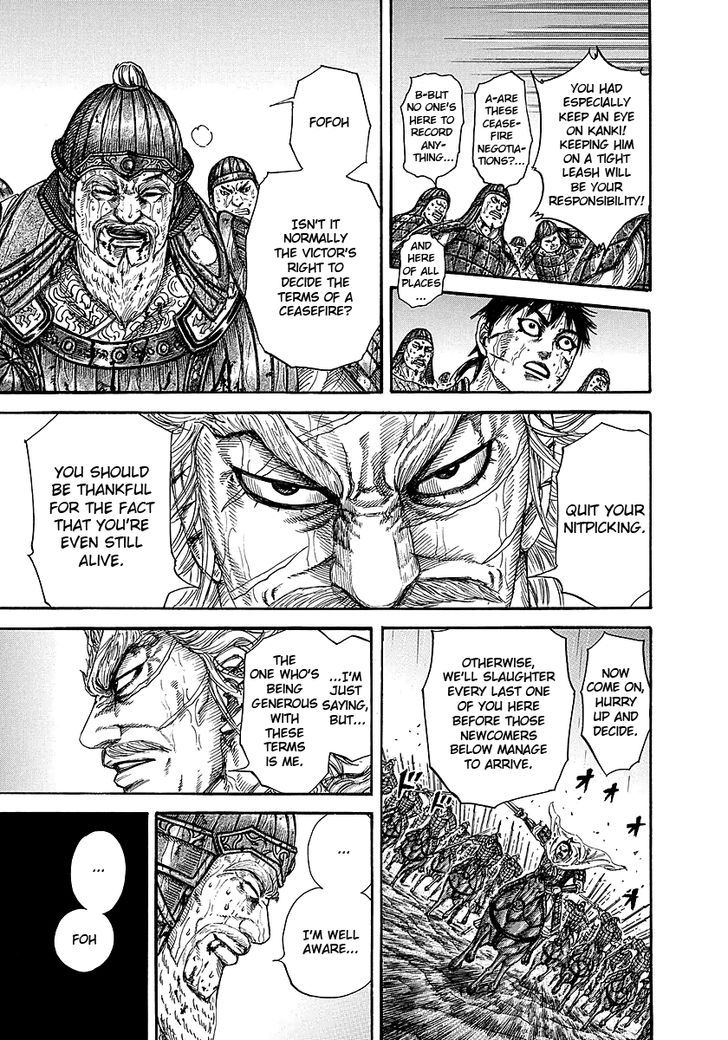 YOU HAD
ESPECIALLY
KEEP AN EYE
ON KANKI!
KEEPING HIM
ON A TIGHT
LEASH WILL
BE YOUR
RESPONSIBILITY!
A-ARE
THESE
CEASE-
FIRE
NEGOTIA-
TIONS?...
B-BUT
NO ONE'S
HERE TO
RECORD
ANY-
THING...
AND
HERE
OF ALL
PLACES
...
FOFOH
ISN'T IT
NORMALLY
THE VICTOR'S
RIGHT TO
DECIDE THE
TERMS OF A
CEASEFIRE?
QUIT YOUR
NITPICKING.
YOU SHOULD
BE THANKFUL
FOR THE FACT
THAT YOU'RE
EVEN STILL
ALIVE.
NOW
COME ON,
HURRY
UP AND
DECIDE.
OTHERWISE,
WE'LL SLAUGHTER
EVERY LAST ONE
OF YOU HERE
BEFORE THOSE
NEWCOMERS
BELOW MANAGE
TO ARRIVE.
オオ
ドド
...I'M
JUST
SAYING,
BUT...
THE
ONE WHO'S
BEING
GENEROUS
WITH
THESE
TERMS
IS ME.
...
I'M WELL
AWARE...
...
FOH